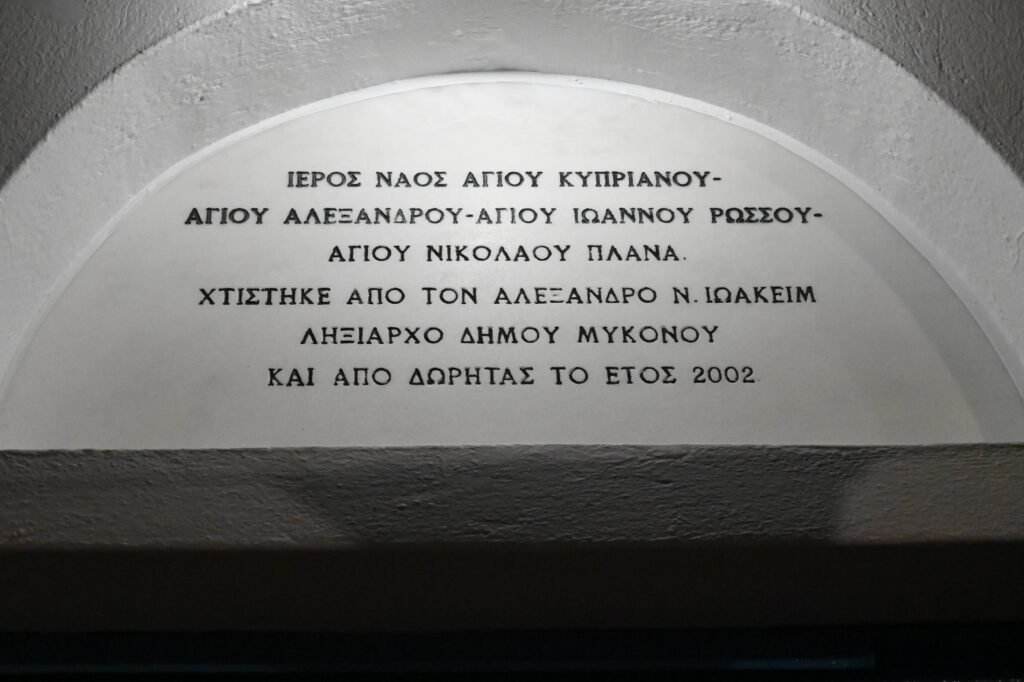 ΙΕΡΟΣ ΝΑΟΣ ΑΓΙΟΥ ΚΥΠΡΙΑΝΟΥ-
ΑΓΙΟΥ ΑΛΕΞΑΝΔΡΟΥ-ΑΓΙΟΥ ΙΩΑΝΝΟΥ ΡΩΣΣΟΥ-
ΑΓΙΟΥ ΝΙΚΟΛΑΟΥ ΠΛΑΝΑ.
ΧΤΙΣΤΗΚΕ ΑΠΟ ΤΟΝ ΑΛΕΞΑΝΔΡΟ Ν. ΙΩΑΚΕΙΜ
ΛΗΞΙΑΡΧΟ ΔΗΜΟΥ ΜΥΚΟΝΟΥ
ΚΑΙ ΑΠΟ ΔΩΡΗΤΑΣ ΤΟ ΕΤΟΣ 2002